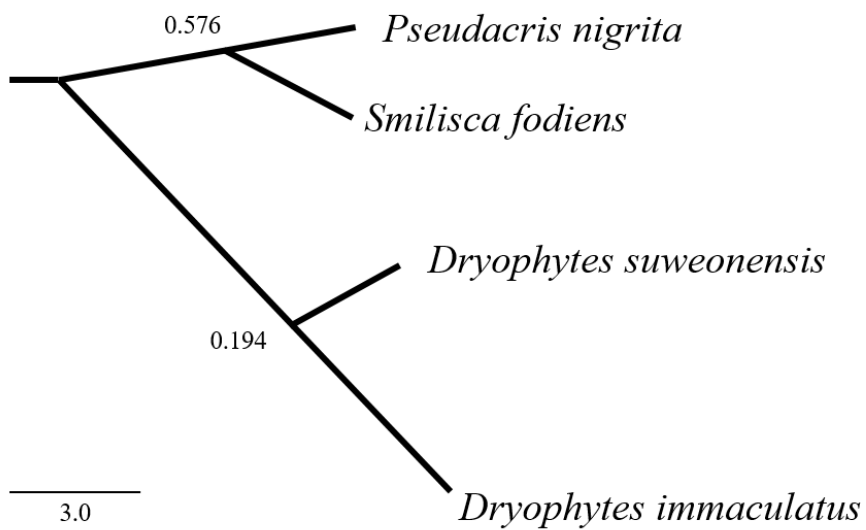 0.576
Pseudacris nigrita
Smilisca fodiens
Dryophytes suweonensis
0.194
3.0
Dryophytes immaculatus